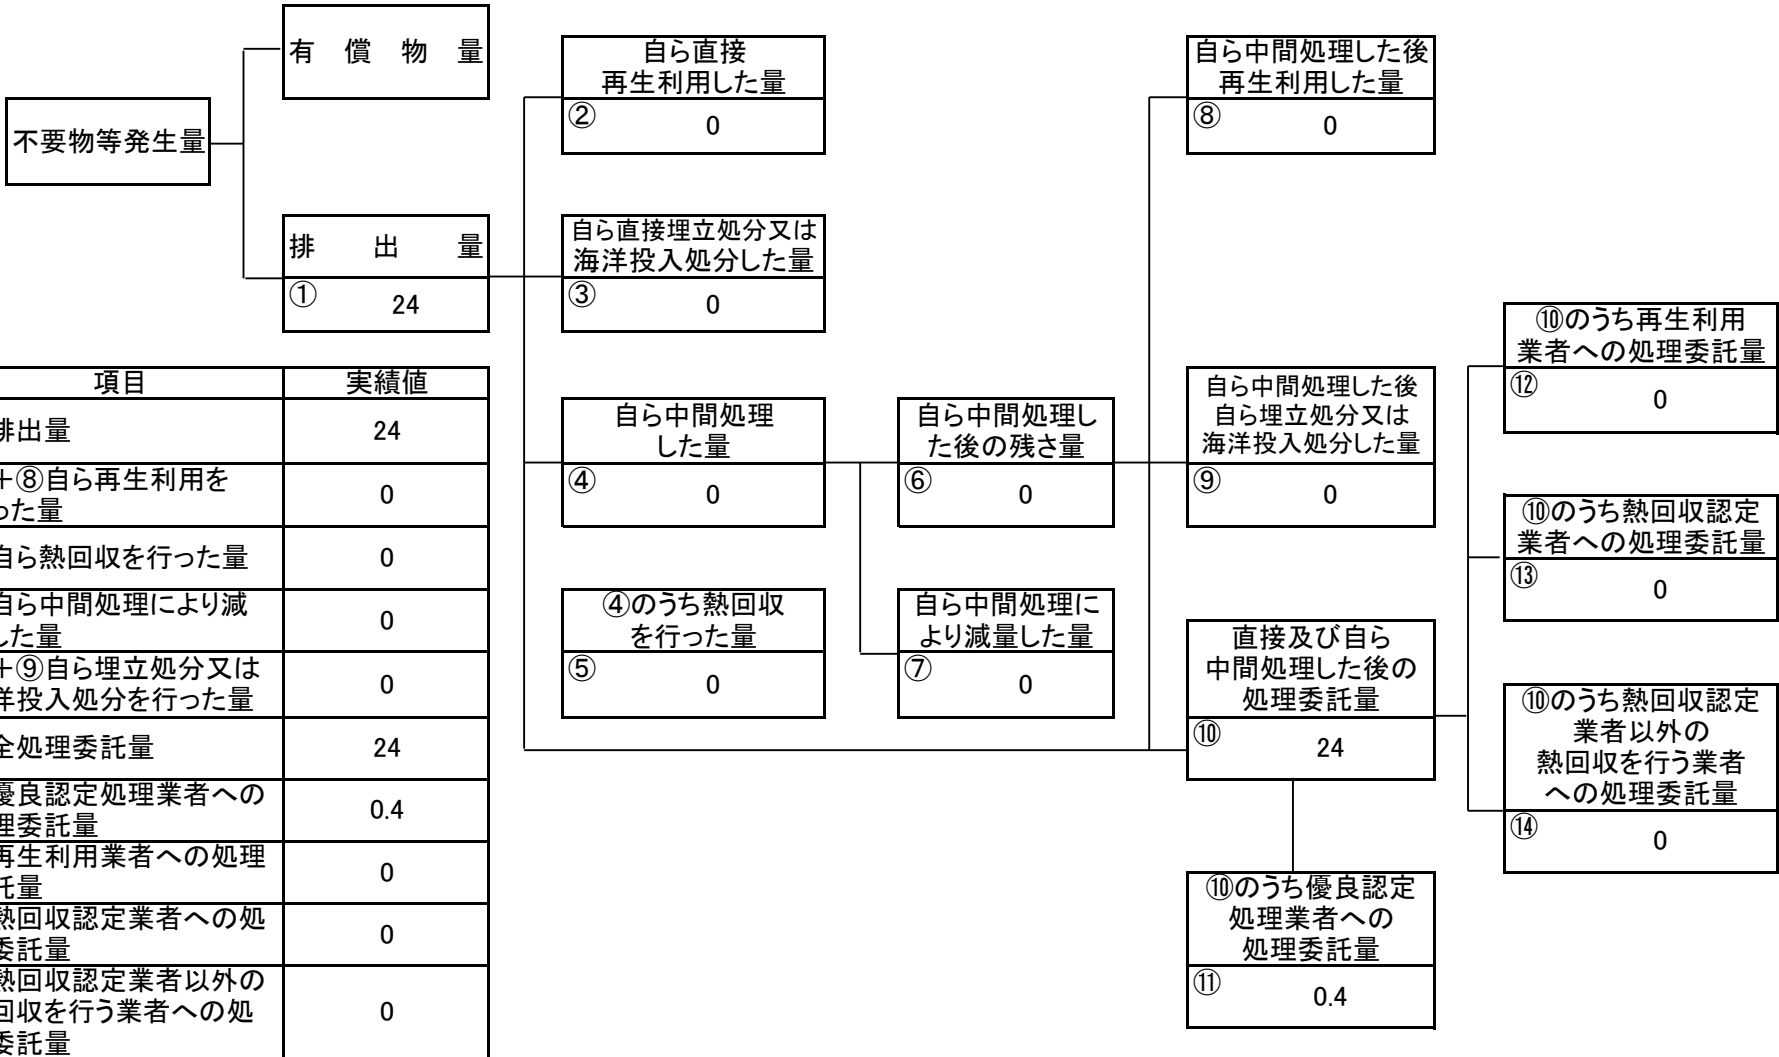 有償物量
不要物等発生量
排出量
① 24
自ら直接
再生利用した量
② 0
自ら直接埋立処分又は
海洋投入処分した量
③ 0
自ら中間処理
した量
④ 0
④のうち熱回収
を行った量
⑤ 0
自ら中間処理し
た後の残さ量
⑥ 0
自ら中間処理に
より減量した量
⑦ 0
自ら中間処理した後
再生利用した量
⑧ 0
自ら中間処理した後
自ら埋立処分又は
海洋投入処分した量
⑨ 0
直接及び自ら
中間処理した後の
処理委託量
⑩ 24
⑩のうち優良認定
処理業者への
処理委託量
⑪ 0.4
⑩のうち再生利用
業者への処理委託量
⑫ 0
⑩のうち熱回収認定
業者への処理委託量
⑬ 0
⑩のうち熱回収認定
業者以外の
熱回収を行う業者
への処理委託量
⑭ 0
項目 実績値
排出量 24
+⑧自ら再生利用を
った量 0
自ら熱回収を行った量 0
自ら中間処理により減
した量 0
+⑨自ら埋立処分又は
洋投入処分を行った量 0
全処理委託量 24
優良認定処理業者への
理委託量 0.4
再生利用業者への処理
託量 0
熱回収認定業者への処
委託量 0
熱回収認定業者以外の
回収を行う業者への処
委託量 0